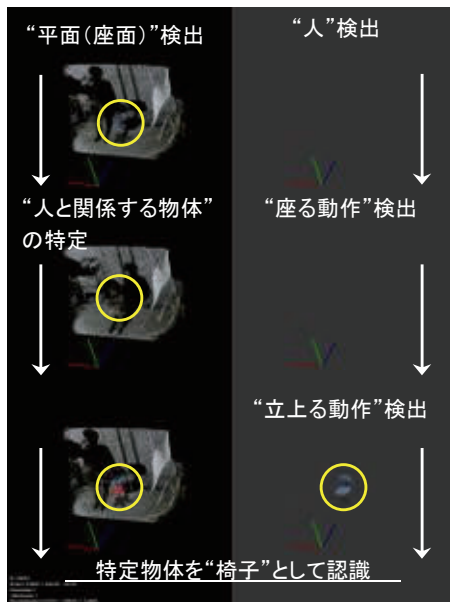 “平面（座面）”検出
“人”検出
“人と関係する物体”
の特定
“座る動作”検出
“立上る動作”検出
特定物体を“椅子”として認識